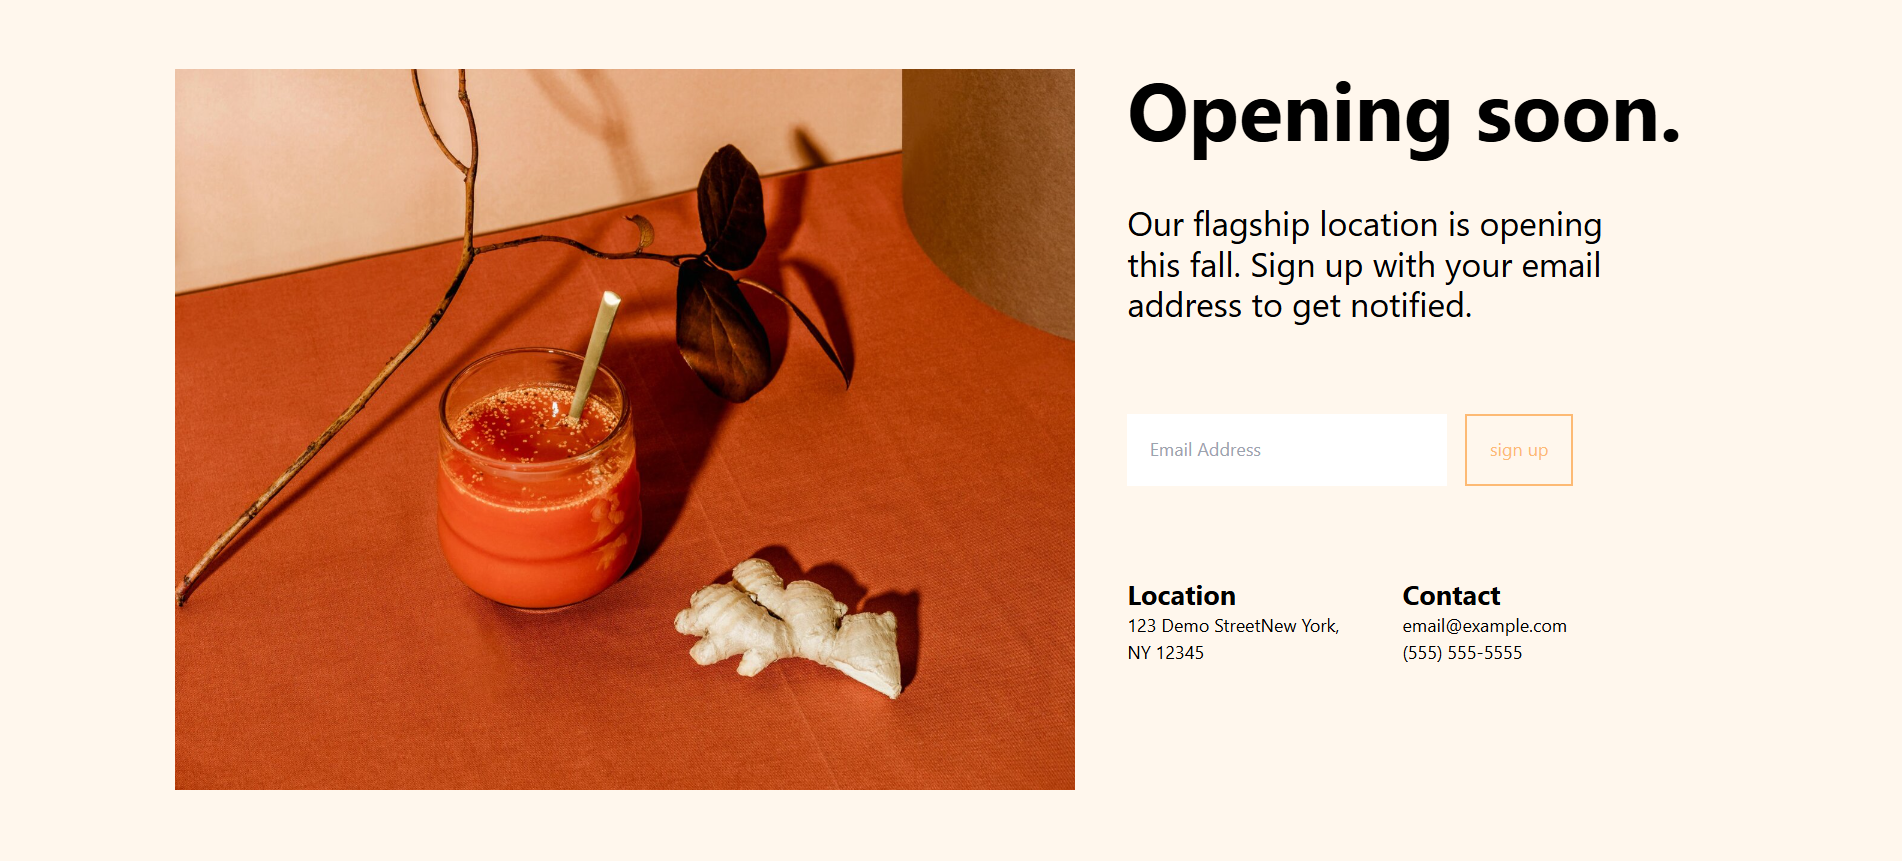 Opening soon.
Our flagship location is opening
this fall. Sign up with your email
address to get notified.
Email Address
sign up
Location
123 Demo StreetNew York,
NY 12345
Contact
email@example.com
(555) 555-5555